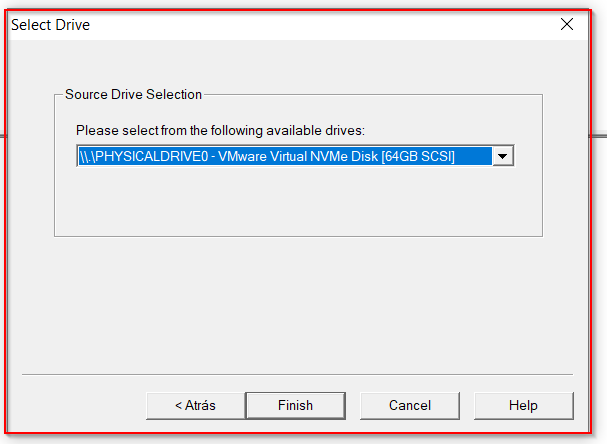 Select Drive
Source Drive Selection
Please select from the following available drives:
\\.\PHYSICALDRIVE0 - VMware Virtual NVMe Disk [64GB SCSI]
< Atrás Finish Cancel Help